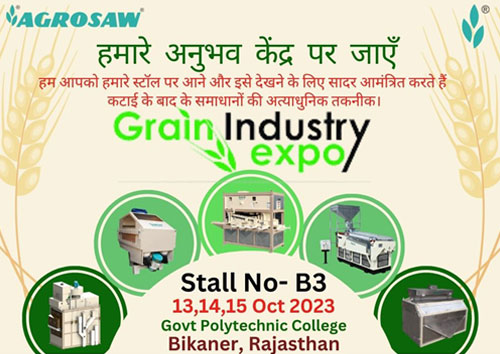 AGROSAW®
हमारे अनुभव केंद्र पर जाएँ
हम आपको हमारे स्टॉल पर आने और इसे देखने के लिए सादर आमंत्रित करते हैं
कटाई के बाद के समाधानों की अत्याधुनिक तकनीक।
Grain Industry
expo
Stall No- B3
13,14,15 Oct 2023
Govt Polytechnic College
Bikaner, Rajasthan